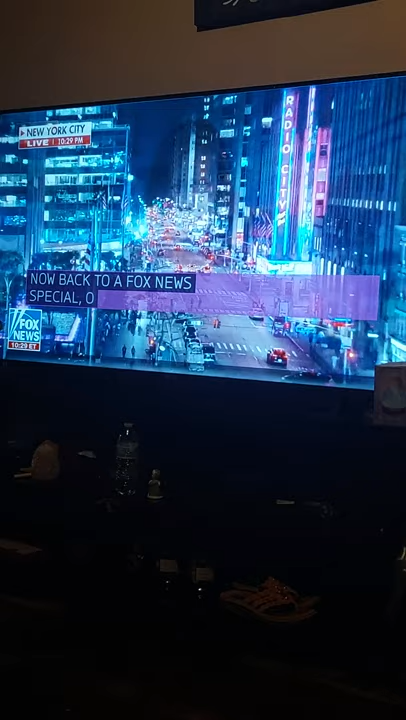 NEW YORK CITY
LIVE 10:29 PM
RADIO CITY
NOW BACK TO A FOX NEWS
SPECIAL, O
FOX
NEWS
10:29 ET